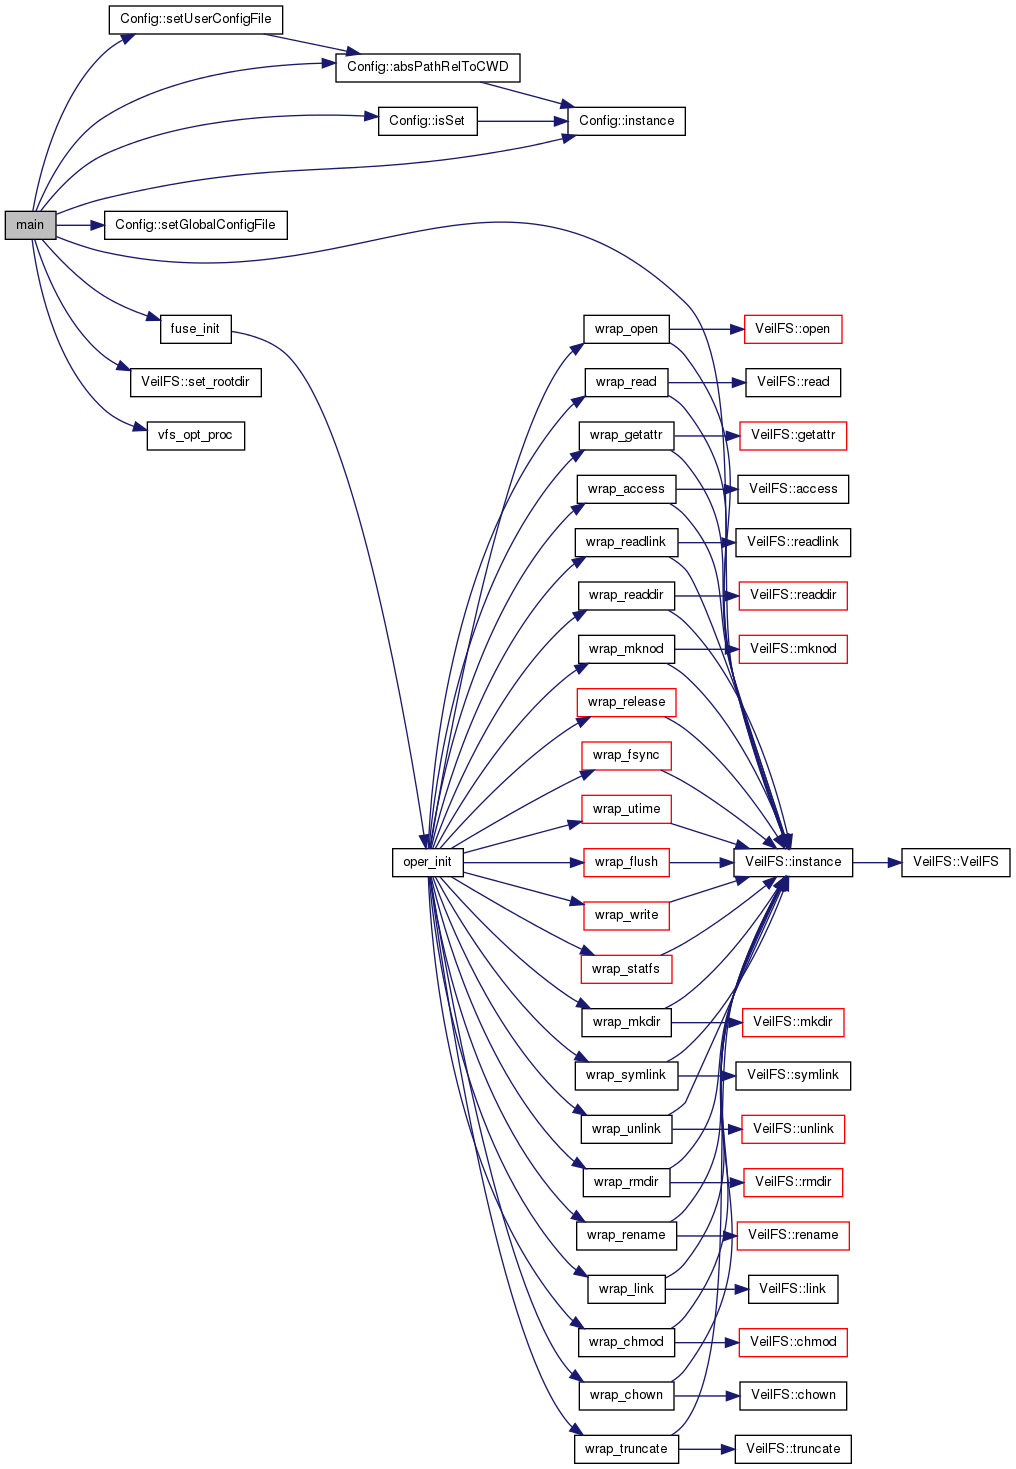 Config::setUserConfigFile
Config::absPathRelToCWD
Config::isSet
Config::instance
main
Config::setGlobalConfigFile
fuse_init
wrap_open
VeilFS::open
VeilFS::set_rootdir
wrap_read
VeilFS::read
vfs_opt_proc
wrap_getattr
VeilFS::getattr
wrap_access
VeilFS::access
wrap_readlink
VeilFS::readlink
wrap_readdir
VeilFS::readdir
wrap_mknod
VeilFS::mknod
wrap_release
wrap_fsync
wrap_utime
oper_init
wrap_flush
VeilFS::instance
VeilFS::VeilFS
wrap_write
wrap_statfs
wrap_mkdir
VeilFS::mkdir
wrap_symlink
VeilFS::symlink
wrap_unlink
VeilFS::unlink
wrap_rmdir
VeilFS::rmdir
wrap_rename
VeilFS::rename
wrap_link
VeilFS::link
wrap_chmod
VeilFS::chmod
wrap_chown
VeilFS::chown
wrap_truncate
VeilFS::truncate